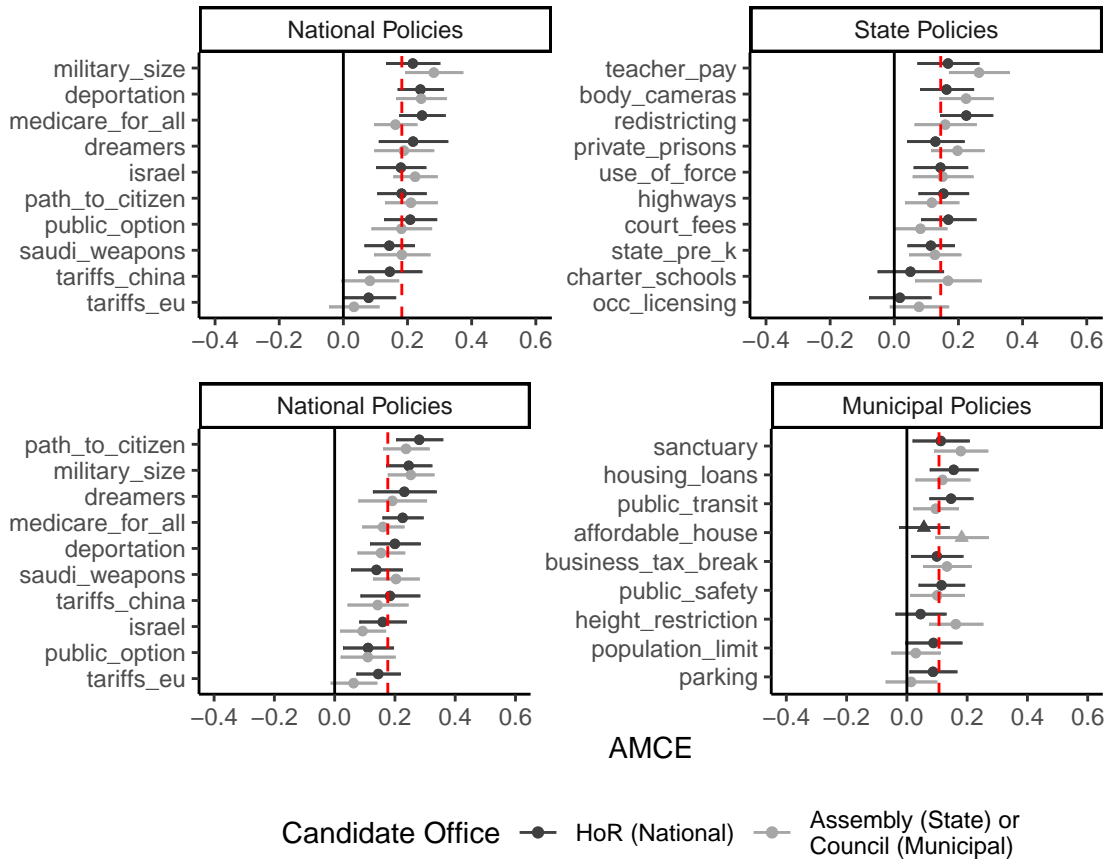 National Policies
military_size
deportation
medicare_for_all
dreamers
israel
path_to_citizen
public_option
saudi_weapons
tariffs_china
tariffs_eu
−0.4 −0.2 0.0 0.2 0.4 0.6
State Policies
teacher_pay
body_cameras
redistricting
private_prisons
use_of_force
highways
court_fees
state_pre_k
charter_schools
occ_licensing
−0.4 −0.2 0.0 0.2 0.4 0.6
National Policies
path_to_citizen
military_size
dreamers
medicare_for_all
deportation
saudi_weapons
tariffs_china
israel
public_option
tariffs_eu
−0.4 −0.2 0.0 0.2 0.4 0.6
Municipal Policies
sanctuary
housing_loans
public_transit
affordable_house
business_tax_break
public_safety
height_restriction
population_limit
parking
−0.4 −0.2 0.0 0.2 0.4 0.6
AMCE
Candidate Office
HoR (National)
Assembly (State) or
Council (Municipal)